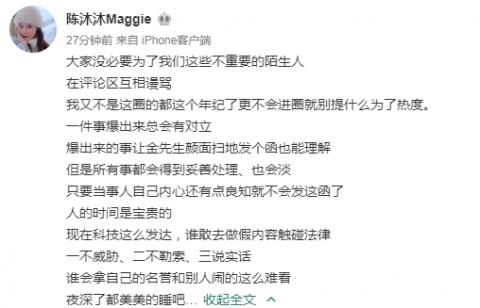 陈沐沐Maggie
27分钟前 来自 iPhone客户端
大家没必要为了我们这些不重要的陌生人
在评论区互相谩骂
我又不是这圈的都这个年纪了更不会进圈就别提什么为了热度。
一件事爆出来总会有对立
爆出来的事让金先生颜面扫地发个函也能理解
但是所有事都会得到妥善处理、也会淡
只要当事人自己内心还有点良知就不会发这函了
人的时间是宝贵的
现在科技这么发达，谁敢去做假内容触碰法律
一不威胁、二不勒索、三说实话
谁会拿自己的名誉和别人闹的这么难看
夜深了都美美的睡吧… 收起全文